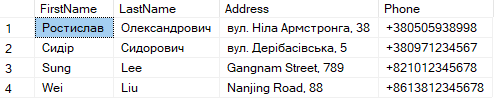 FirstName LastName Address Phone
1 Ростислав Олександрович вул. Ніла Армстронга, 38 +380505938998
2 Сидір Сидорович вул. Дерібасівська, 5 +380971234567
3 Sung Lee Gangnam Street, 789 +821012345678
4 Wei Liu Nanjing Road, 88 +8613812345678